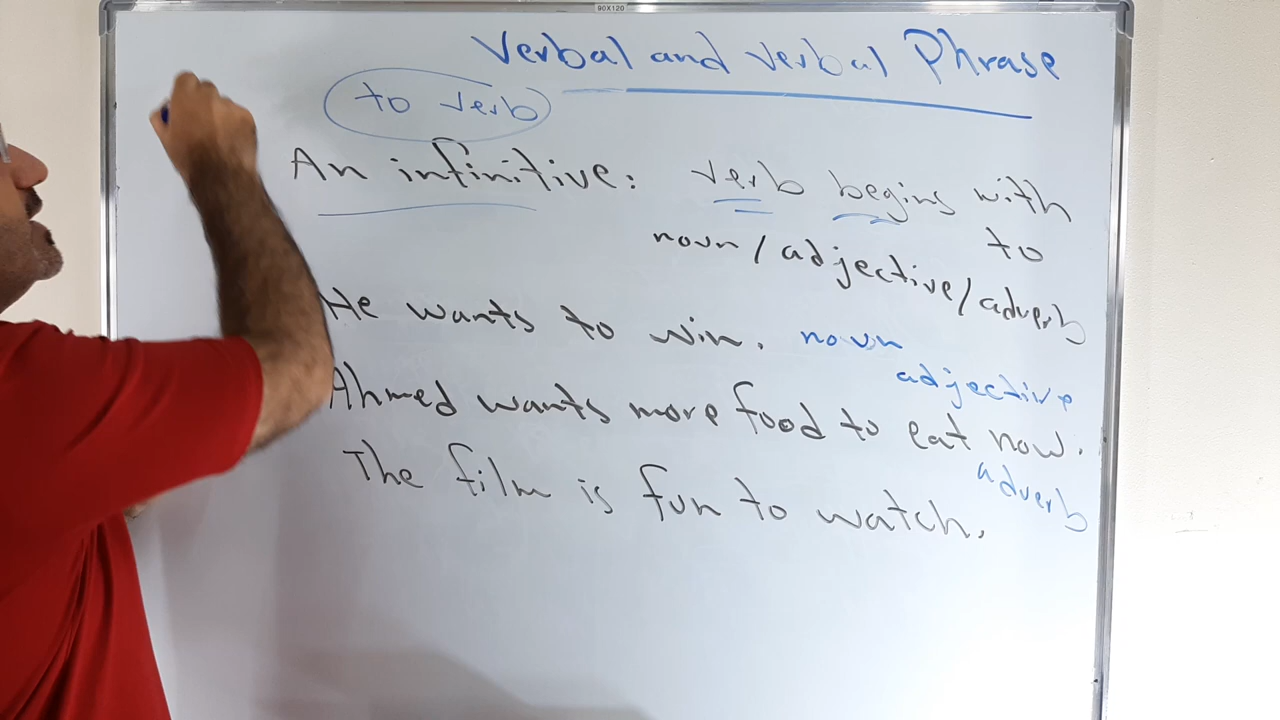 90X120
Verbal and verbal Phrase
to verb
An infinitive: verb begins with
to
noun/adjective/adverb
He wants to win. noun
adjective
Ahmed wants more food to eat now.
adverb
The film is fun to watch.